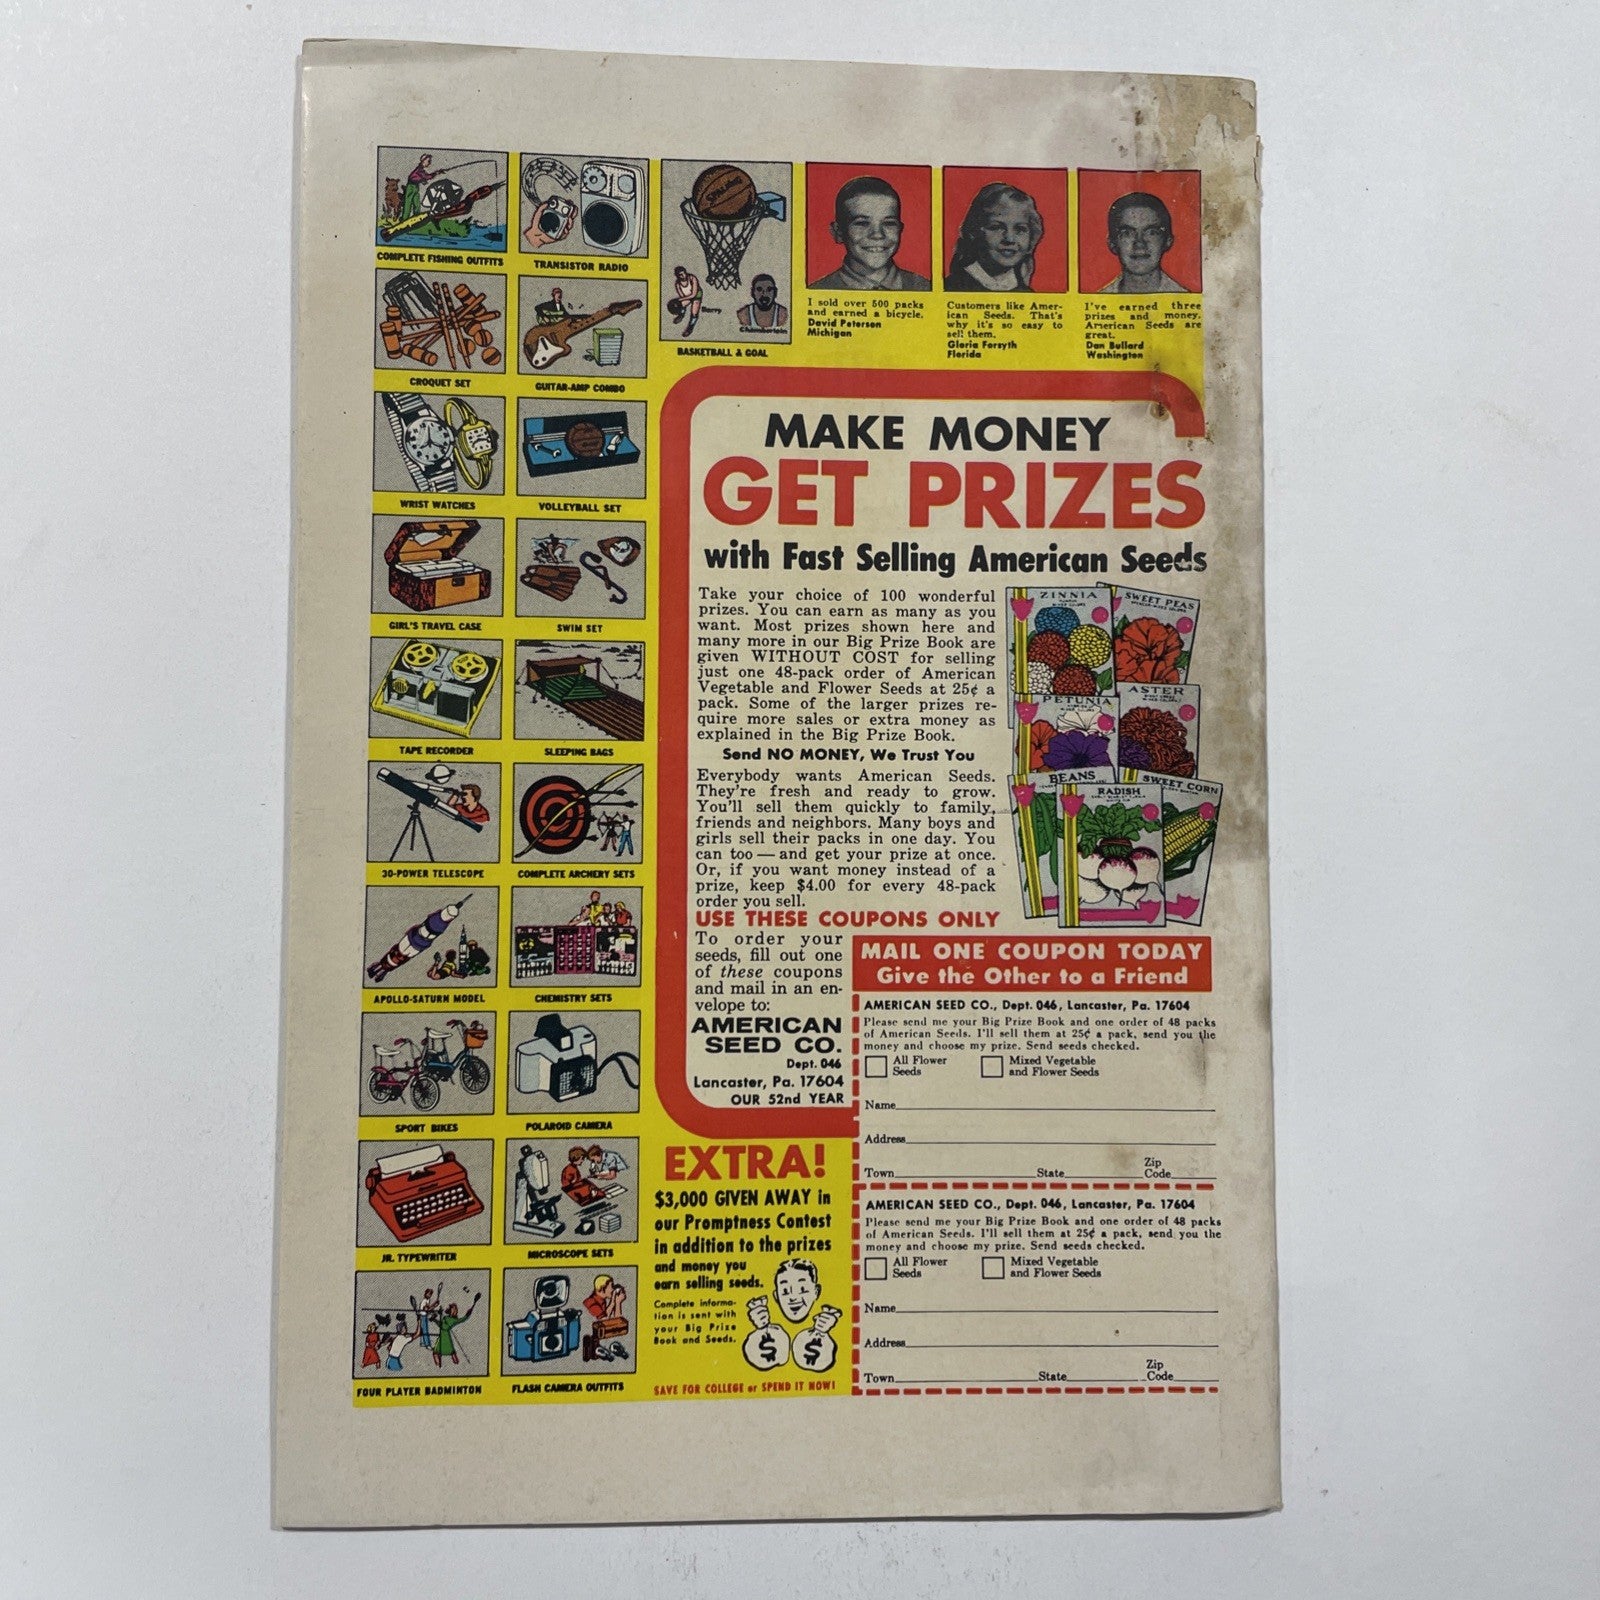 COMPLETE FISHING OUTFITS
TRANSISTOR RADIO
CROQUET SET
GUITAR-AMP COMBO
WRIST WATCHES
VOLLEYBALL SET
GIRL'S TRAVEL CASE
SWIM SET
TAPE RECORDER
SLEEPING BAGS
30-POWER TELESCOPE
COMPLETE ARCHERY SETS
APOLLO-SATURN MODEL
CHEMISTRY SETS
SPORT BIKES
POLAROID CAMERA
JR. TYPEWRITER
MICROSCOPE SETS
FOUR PLAYER BADMINTON
FLASH CAMERA OUTFITS
Barry
Chamberlain
BASKETBALL & GOAL
I sold over 500 packs
and earned a bicycle.
David Peterson
Michigan
Customers like Amer-
ican Seeds. That's
why it's so easy to
sell them.
Gloria Forsyth
Florida
I've earned three
prizes and money.
American Seeds are
great.
Dan Bullard
Washington
MAKE MONEY
GET PRIZES
with Fast Selling American Seeds
Take your choice of 100 wonderful
prizes. You can earn as many as you
want. Most prizes shown here and
many more in our Big Prize Book are
given WITHOUT COST for selling
just one 48-pack order of American
Vegetable and Flower Seeds at 25¢ a
pack. Some of the larger prizes re-
quire more sales or extra money as
explained in the Big Prize Book.
Send NO MONEY, We Trust You
Everybody wants American Seeds.
They're fresh and ready to grow.
You'll sell them quickly to family,
friends and neighbors. Many boys and
girls sell their packs in one day. You
can too — and get your prize at once.
Or, if you want money instead of a
prize, keep $4.00 for every 48-pack
order you sell.
ZINNIA
SWEET PEAS
PETUNIA
ASTER
BEANS
RADISH
SWEET CORN
USE THESE COUPONS ONLY
To order your
seeds, fill out one
of these coupons
and mail in an en-
velope to:
AMERICAN
SEED CO.
Dept. 046
Lancaster, Pa. 17604
OUR 52nd YEAR
MAIL ONE COUPON TODAY
Give the Other to a Friend
AMERICAN SEED CO., Dept. 046, Lancaster, Pa. 17604
Please send me your Big Prize Book and one order of 48 packs
of American Seeds. I'll sell them at 25¢ a pack, send you the
money and choose my prize. Send seeds checked.
All Flower Seeds
Mixed Vegetable and Flower Seeds
Name
Address
Town State Zip Code
AMERICAN SEED CO., Dept. 046, Lancaster, Pa. 17604
Please send me your Big Prize Book and one order of 48 packs
of American Seeds. I'll sell them at 25¢ a pack, send you the
money and choose my prize. Send seeds checked.
All Flower Seeds
Mixed Vegetable and Flower Seeds
Name
Address
Town State Zip Code
EXTRA!
$3,000 GIVEN AWAY in
our Promptness Contest
in addition to the prizes
and money you
earn selling seeds.
Complete informa-
tion is sent with
your Big Prize
Book and Seeds.
$ $
SAVE FOR COLLEGE or SPEND IT NOW!